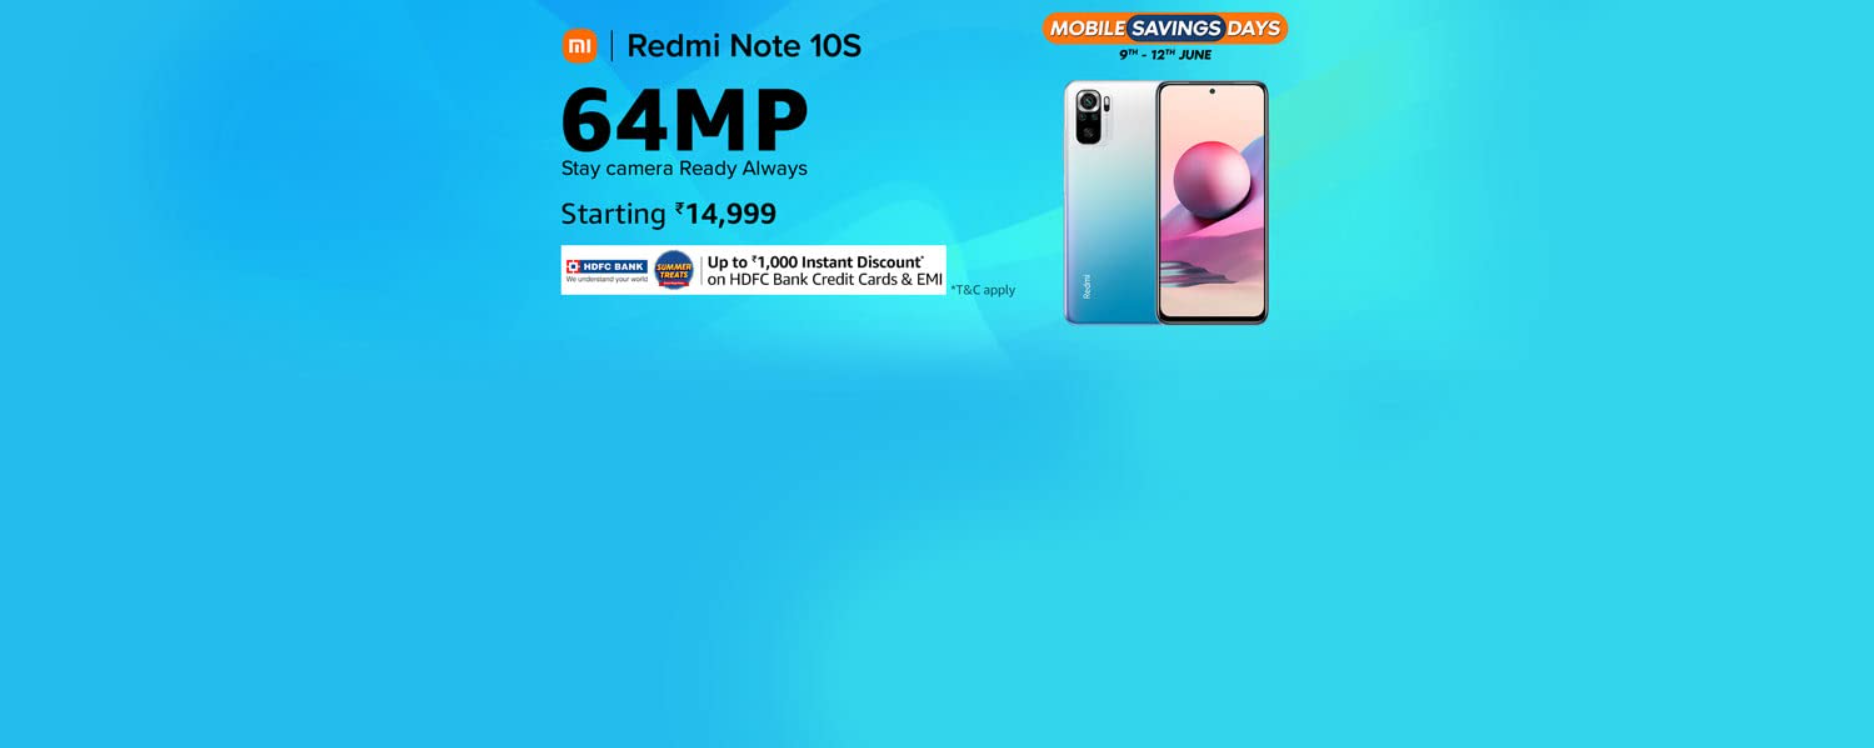 mi | Redmi Note 10S
64MP
Stay camera Ready Always
Starting ₹14,999
HDFC BANK
We understand your world
SUMMER
TREATS
Up to ₹1,000 Instant Discount*
on HDFC Bank Credit Cards & EMI
*T&C apply
MOBILE SAVINGS DAYS
9TH - 12TH JUNE
Redmi